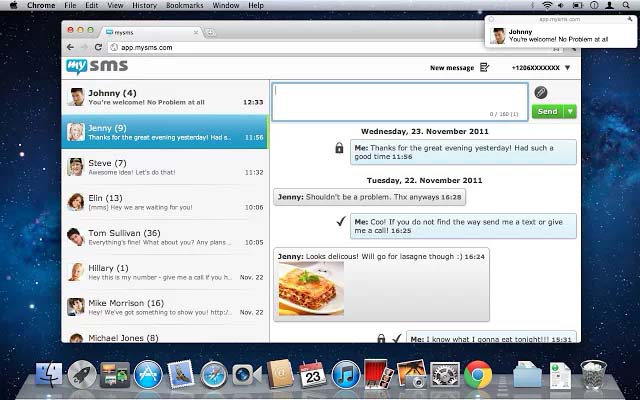 Chrome File Edit View History Bookmarks Window Help
app.mysms.com
Johnny
You're welcome! No Problem at all
mysms
app.mysms.com
my sms
New message
+1206XXXXXXX
Johnny (4)
You're welcome! No Problem at all 12:33
Jenny (9)
Thanks for the great evening yesterday! Had s... 11:56
Steve (7)
Awesome idea! Let's do that! 11:32
Elin (13)
[mms] Hey we are waiting for you! 10:06
Tom Sullivan (36)
Everything's fine! What about you? Any plans ... 10:05
Hillary (1)
Hey this is my number - give me a call if you h... Nov. 22
Mike Morrison (16)
Hey! We've got something to show you! http:/... Nov. 22
Michael Jones (8)
0 / 160 (1)
Send
Wednesday, 23. November 2011
Me: Thanks for the great evening yesterday! Had such a
good time 11:56
Tuesday, 22. November 2011
Jenny: Shouldn't be a problem. Thx anyways 16:28
Me: Cool! If you do not find the way send me a text or give
me a call! 16:25
Jenny: Looks delicous! Will go for lasagne though :) 16:24
Me: I know what I gonna eat tonight!!! 15:31
23